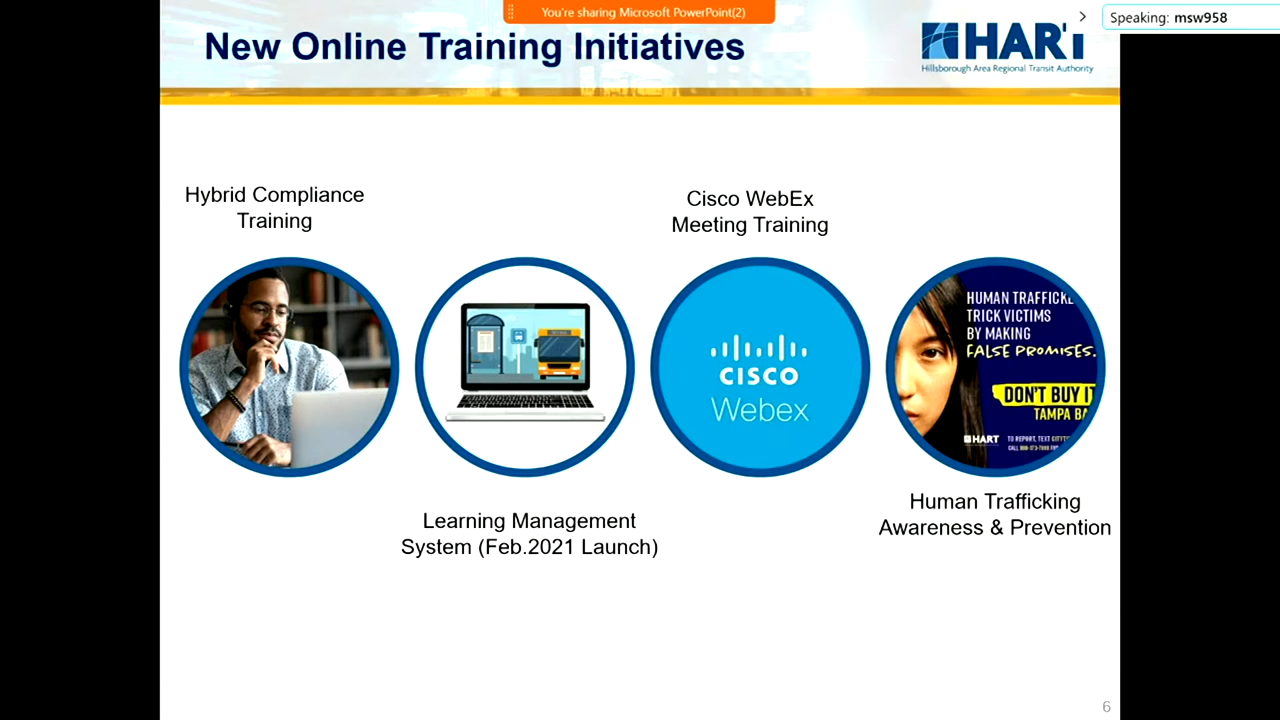 You're sharing Microsoft PowerPoint(2)
Speaking: msw958
New Online Training Initiatives
HART
Hillsborough Area Regional Transit Authority
Hybrid Compliance
Training
Cisco WebEx
Meeting Training
CISCO
Webex
HUMAN TRAFFICKE
TRICK VICTIMS
BY MAKING
FALSE PROMISES.
DON'T BUY IT
TAMPA BA
HART
TO REPORT, TEXT
CALL
Learning Management
System (Feb.2021 Launch)
Human Trafficking
Awareness & Prevention
6